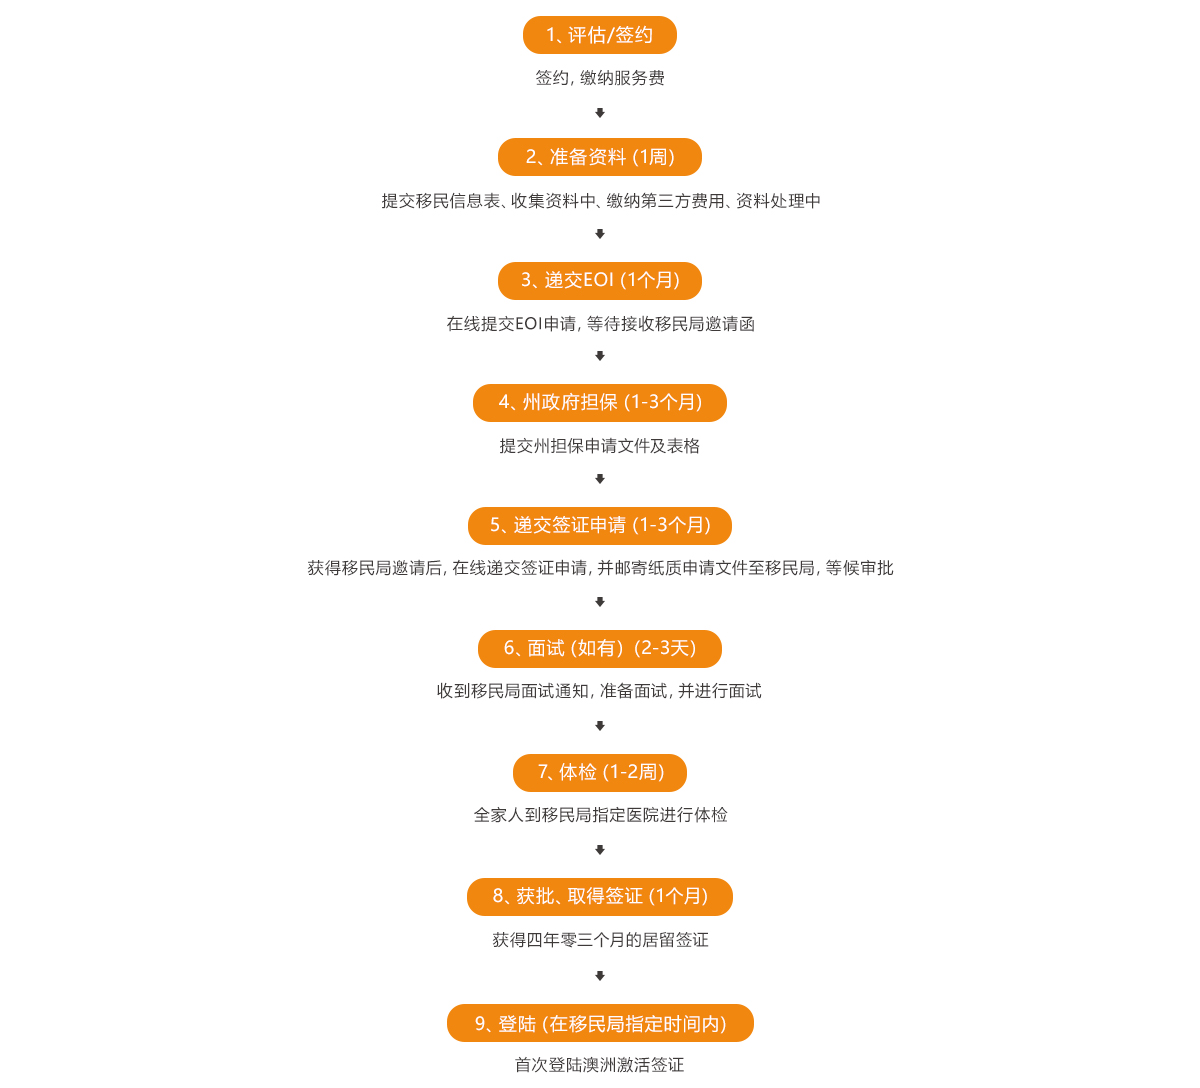 1、评估/签约
签约, 缴纳服务费
2、准备资料 (1周)
提交移民信息表、收集资料中、缴纳第三方费用、资料处理中
3、递交EOI (1个月)
在线提交EOI申请, 等待接收移民局邀请函
4、州政府担保 (1-3个月)
提交州担保申请文件及表格
5、递交签证申请 (1-3个月)
获得移民局邀请后, 在线递交签证申请, 并邮寄纸质申请文件至移民局, 等候审批
6、面试 (如有) (2-3天)
收到移民局面试通知, 准备面试, 并进行面试
7、体检 (1-2周)
全家人到移民局指定医院进行体检
8、获批、取得签证 (1个月)
获得四年零三个月的居留签证
9、登陆 (在移民局指定时间内)
首次登陆澳洲激活签证